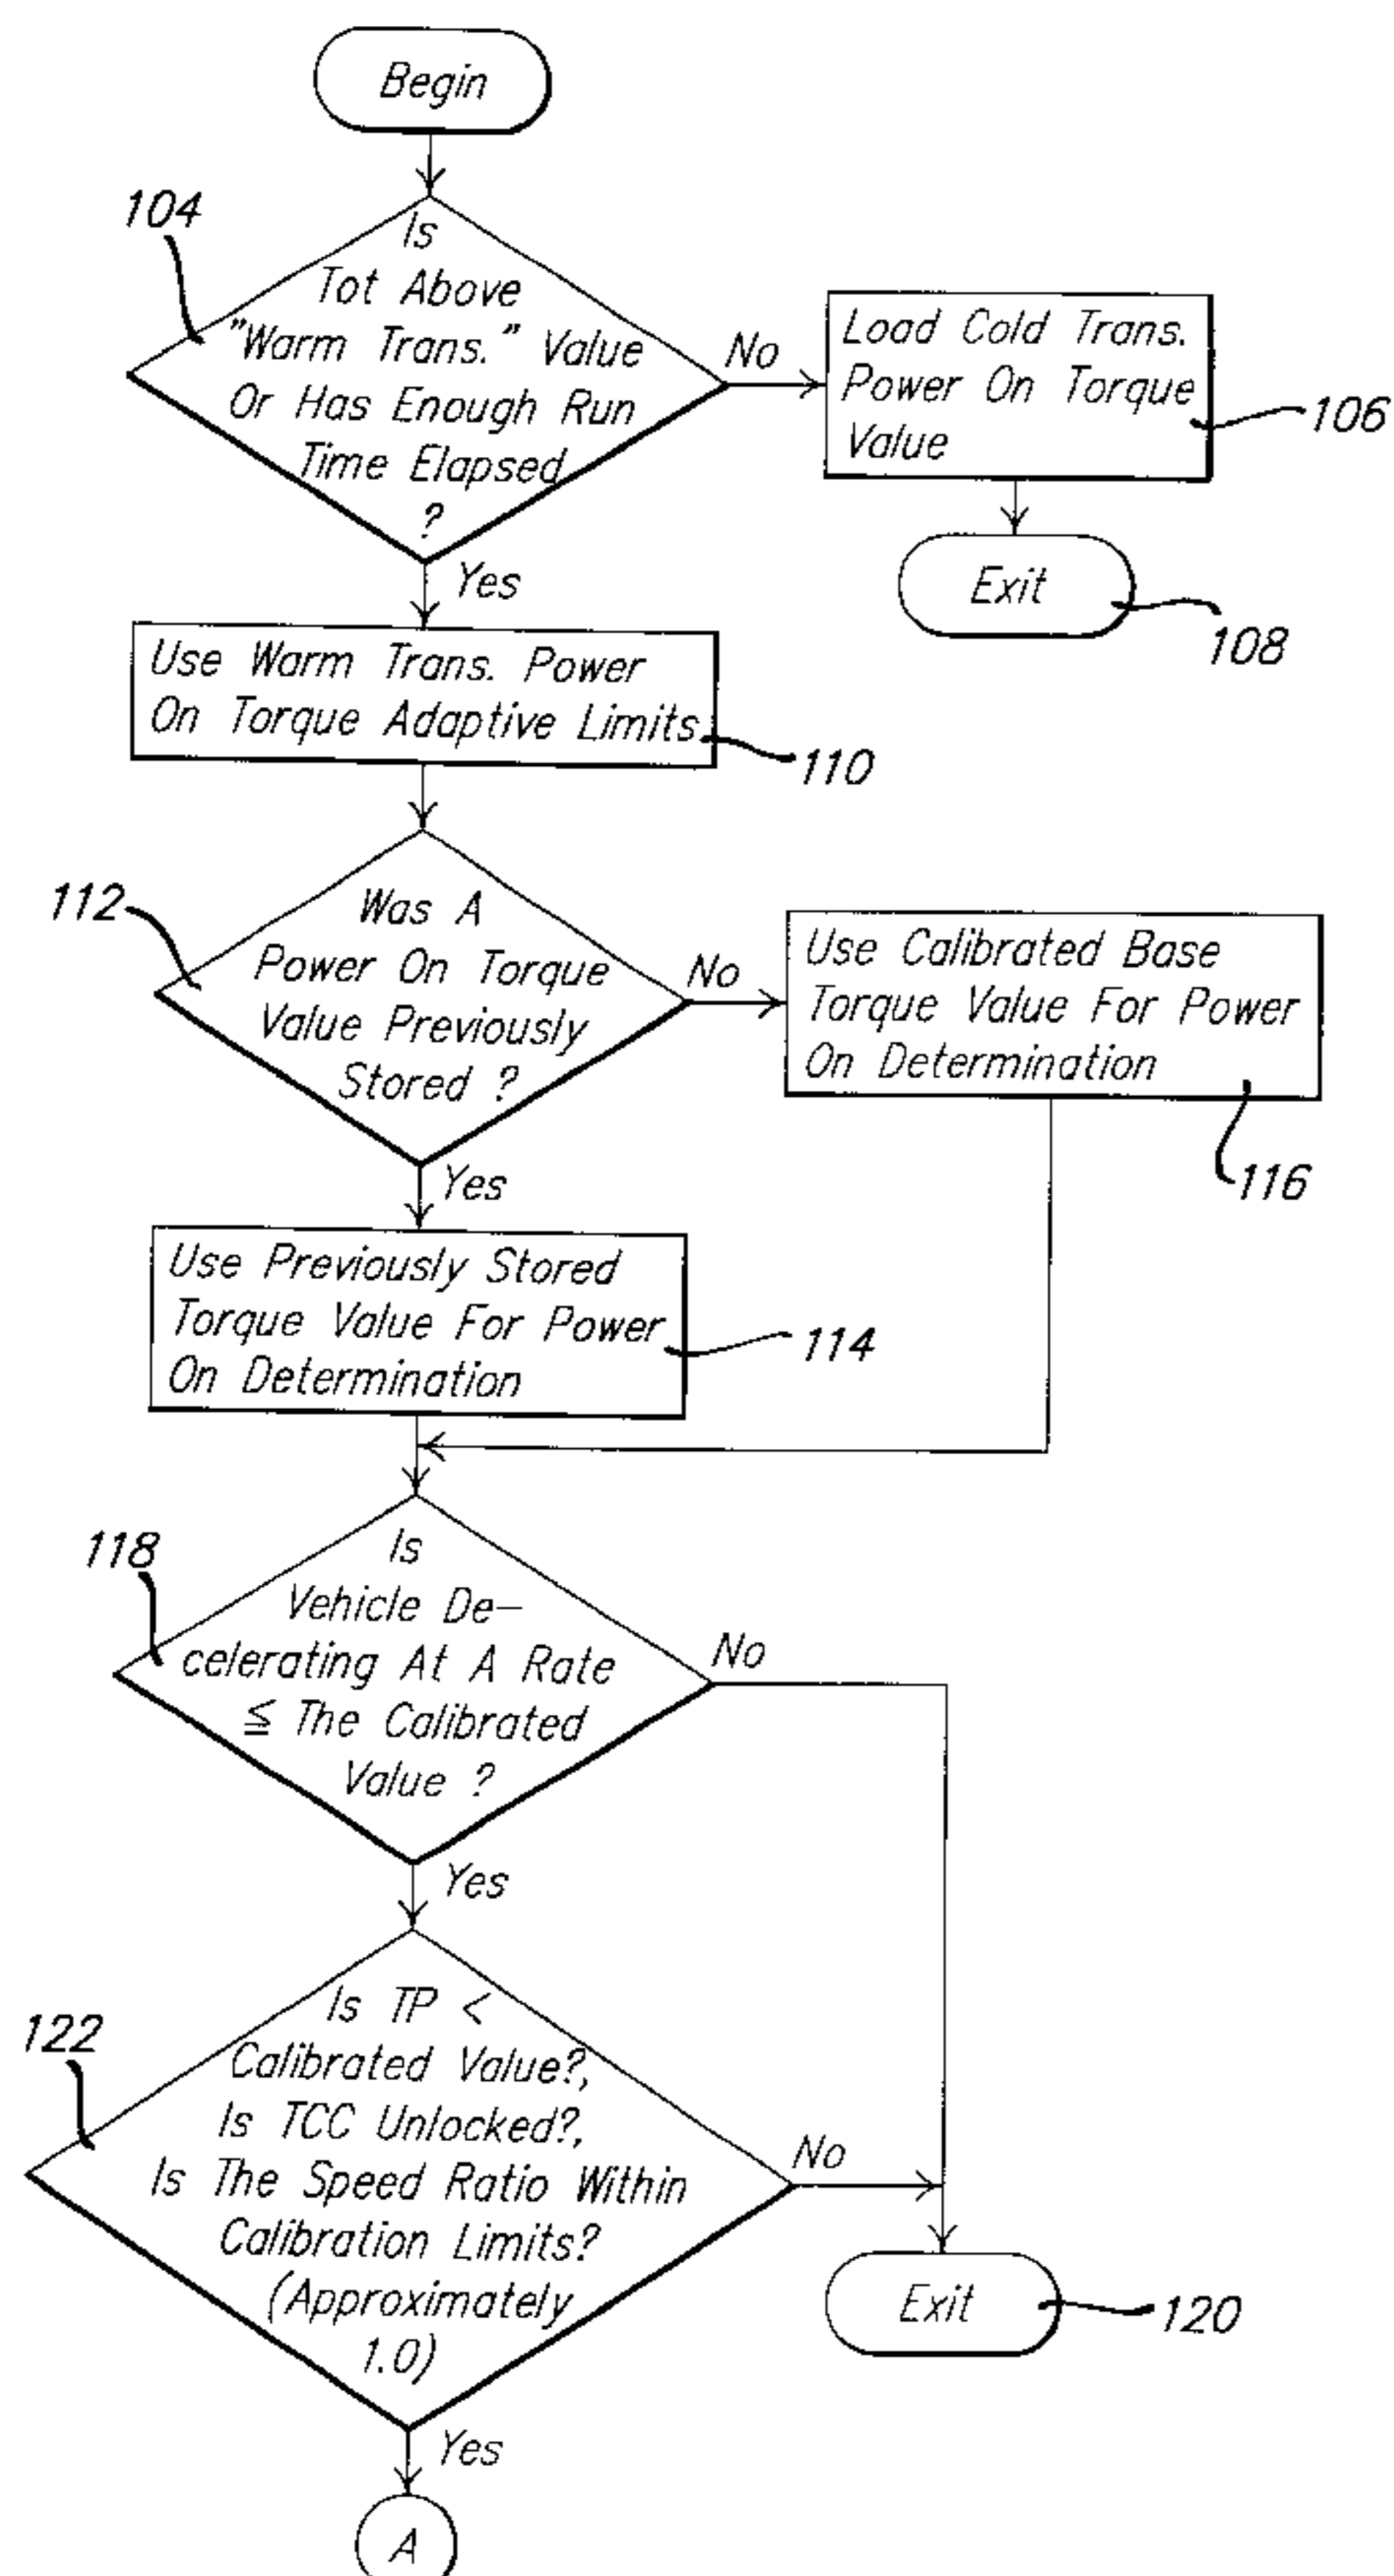 Begin
104
Is
Tot Above
"Warm Trans." Value
Or Has Enough Run
Time Elapsed
?
No
Load Cold Trans.
Power On Torque
Value
106
Exit
108
Yes
Use Warm Trans. Power
On Torque Adaptive Limits
110
112
Was A
Power On Torque
Value Previously
Stored ?
No
Use Calibrated Base
Torque Value For Power
On Determination
116
Yes
Use Previously Stored
Torque Value For Power
On Determination
114
118
Is
Vehicle De-
celerating At A Rate
≦ The Calibrated
Value ?
No
Yes
122
Is TP <
Calibrated Value?,
Is TCC Unlocked?,
Is The Speed Ratio Within
Calibration Limits?
(Approximately
1.0)
No
Exit
120
Yes
A